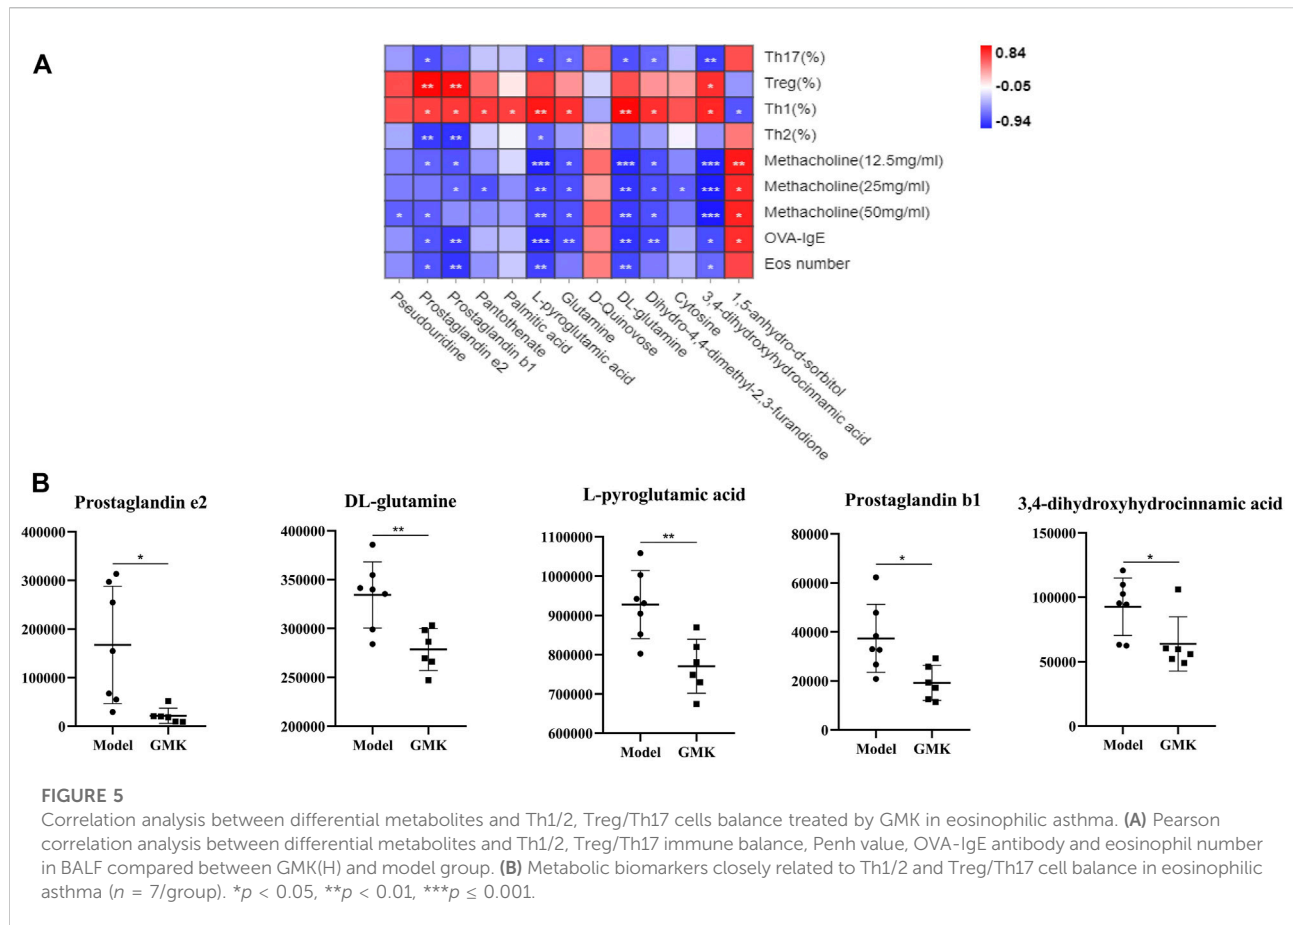 A
* * * * * * **
Th17(%)
** ** *
Treg(%)
* * * * ** * ** * * *
Th1(%)
** ** *
Th2(%)
* * *** * *** * *** **
Methacholine(12.5mg/ml)
* * ** * ** * * *** *
Methacholine(25mg/ml)
* * ** * ** * *** *
Methacholine(50mg/ml)
* ** *** ** ** ** * *
OVA-IgE
* ** ** ** *
Eos number
0.84
-0.05
-0.94
Pseudouridine
Prostaglandin e2
Prostaglandin b1
Pantothenate
Palmitic acid
L-pyroglutamic acid
Glutamine
D-Quinovose
DL-glutamine
Dihydro-4,4-dimethyl-2,3-furandione
Cytosine
3,4-dihydroxyhydrocinnamic acid
1,5-anhydro-d-sorbitol
B
Prostaglandin e2
400000
300000
200000
100000
0
*
Model GMK
DL-glutamine
400000
350000
300000
250000
200000
**
Model GMK
L-pyroglutamic acid
1100000
1000000
900000
800000
700000
600000
**
Model GMK
Prostaglandin b1
80000
60000
40000
20000
0
*
Model GMK
3,4-dihydroxyhydrocinnamic acid
150000
100000
50000
0
*
Model GMK
FIGURE 5
Correlation analysis between differential metabolites and Th1/2, Treg/Th17 cells balance treated by GMK in eosinophilic asthma. (A) Pearson
correlation analysis between differential metabolites and Th1/2, Treg/Th17 immune balance, Penh value, OVA-IgE antibody and eosinophil number
in BALF compared between GMK(H) and model group. (B) Metabolic biomarkers closely related to Th1/2 and Treg/Th17 cell balance in eosinophilic
asthma (n = 7/group). *p < 0.05, **p < 0.01, ***p ≤ 0.001.